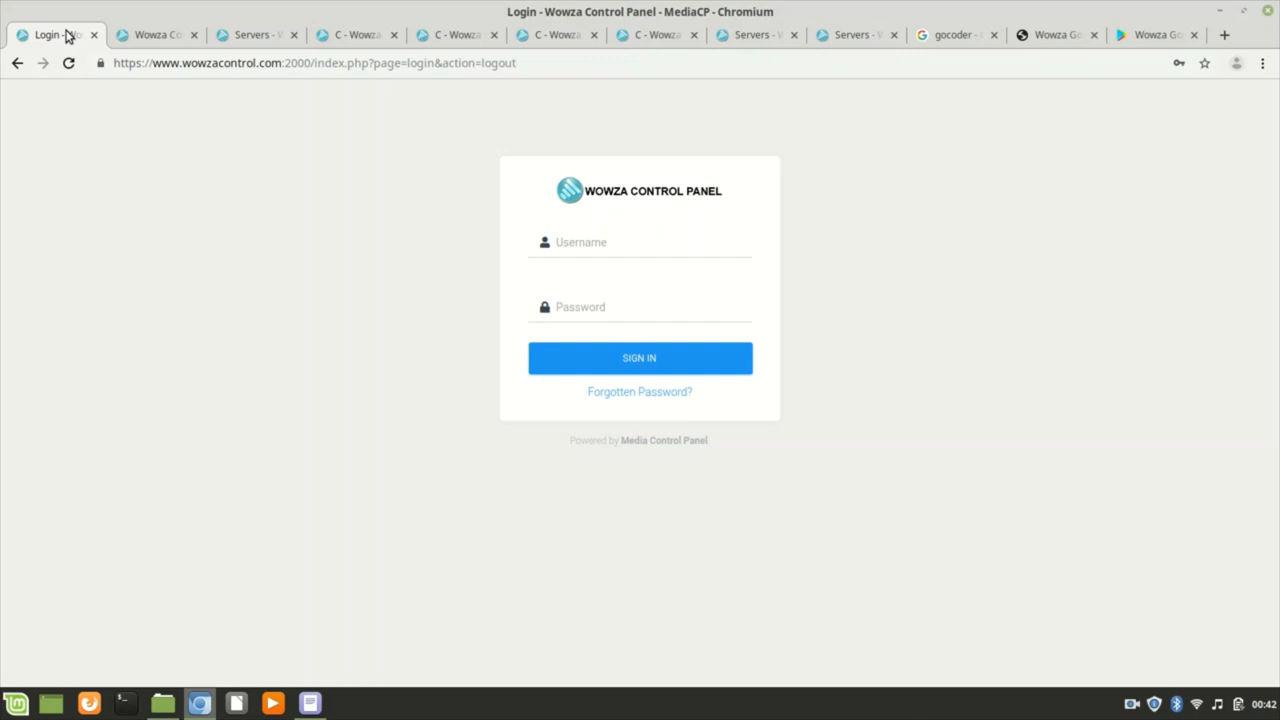 Login - Wowza Control Panel - MediaCP - Chromium
Login - Wo
Wowza Co
Servers - W
C - Wowza
C - Wowza
C - Wowza
C - Wowza
Servers - W
Servers - W
gocoder -
Wowza Go
Wowza Go
https://www.wowzacontrol.com:2000/index.php?page=login&action=logout
WOWZA CONTROL PANEL
Username
Password
SIGN IN
Forgotten Password?
Powered by Media Control Panel
00:42